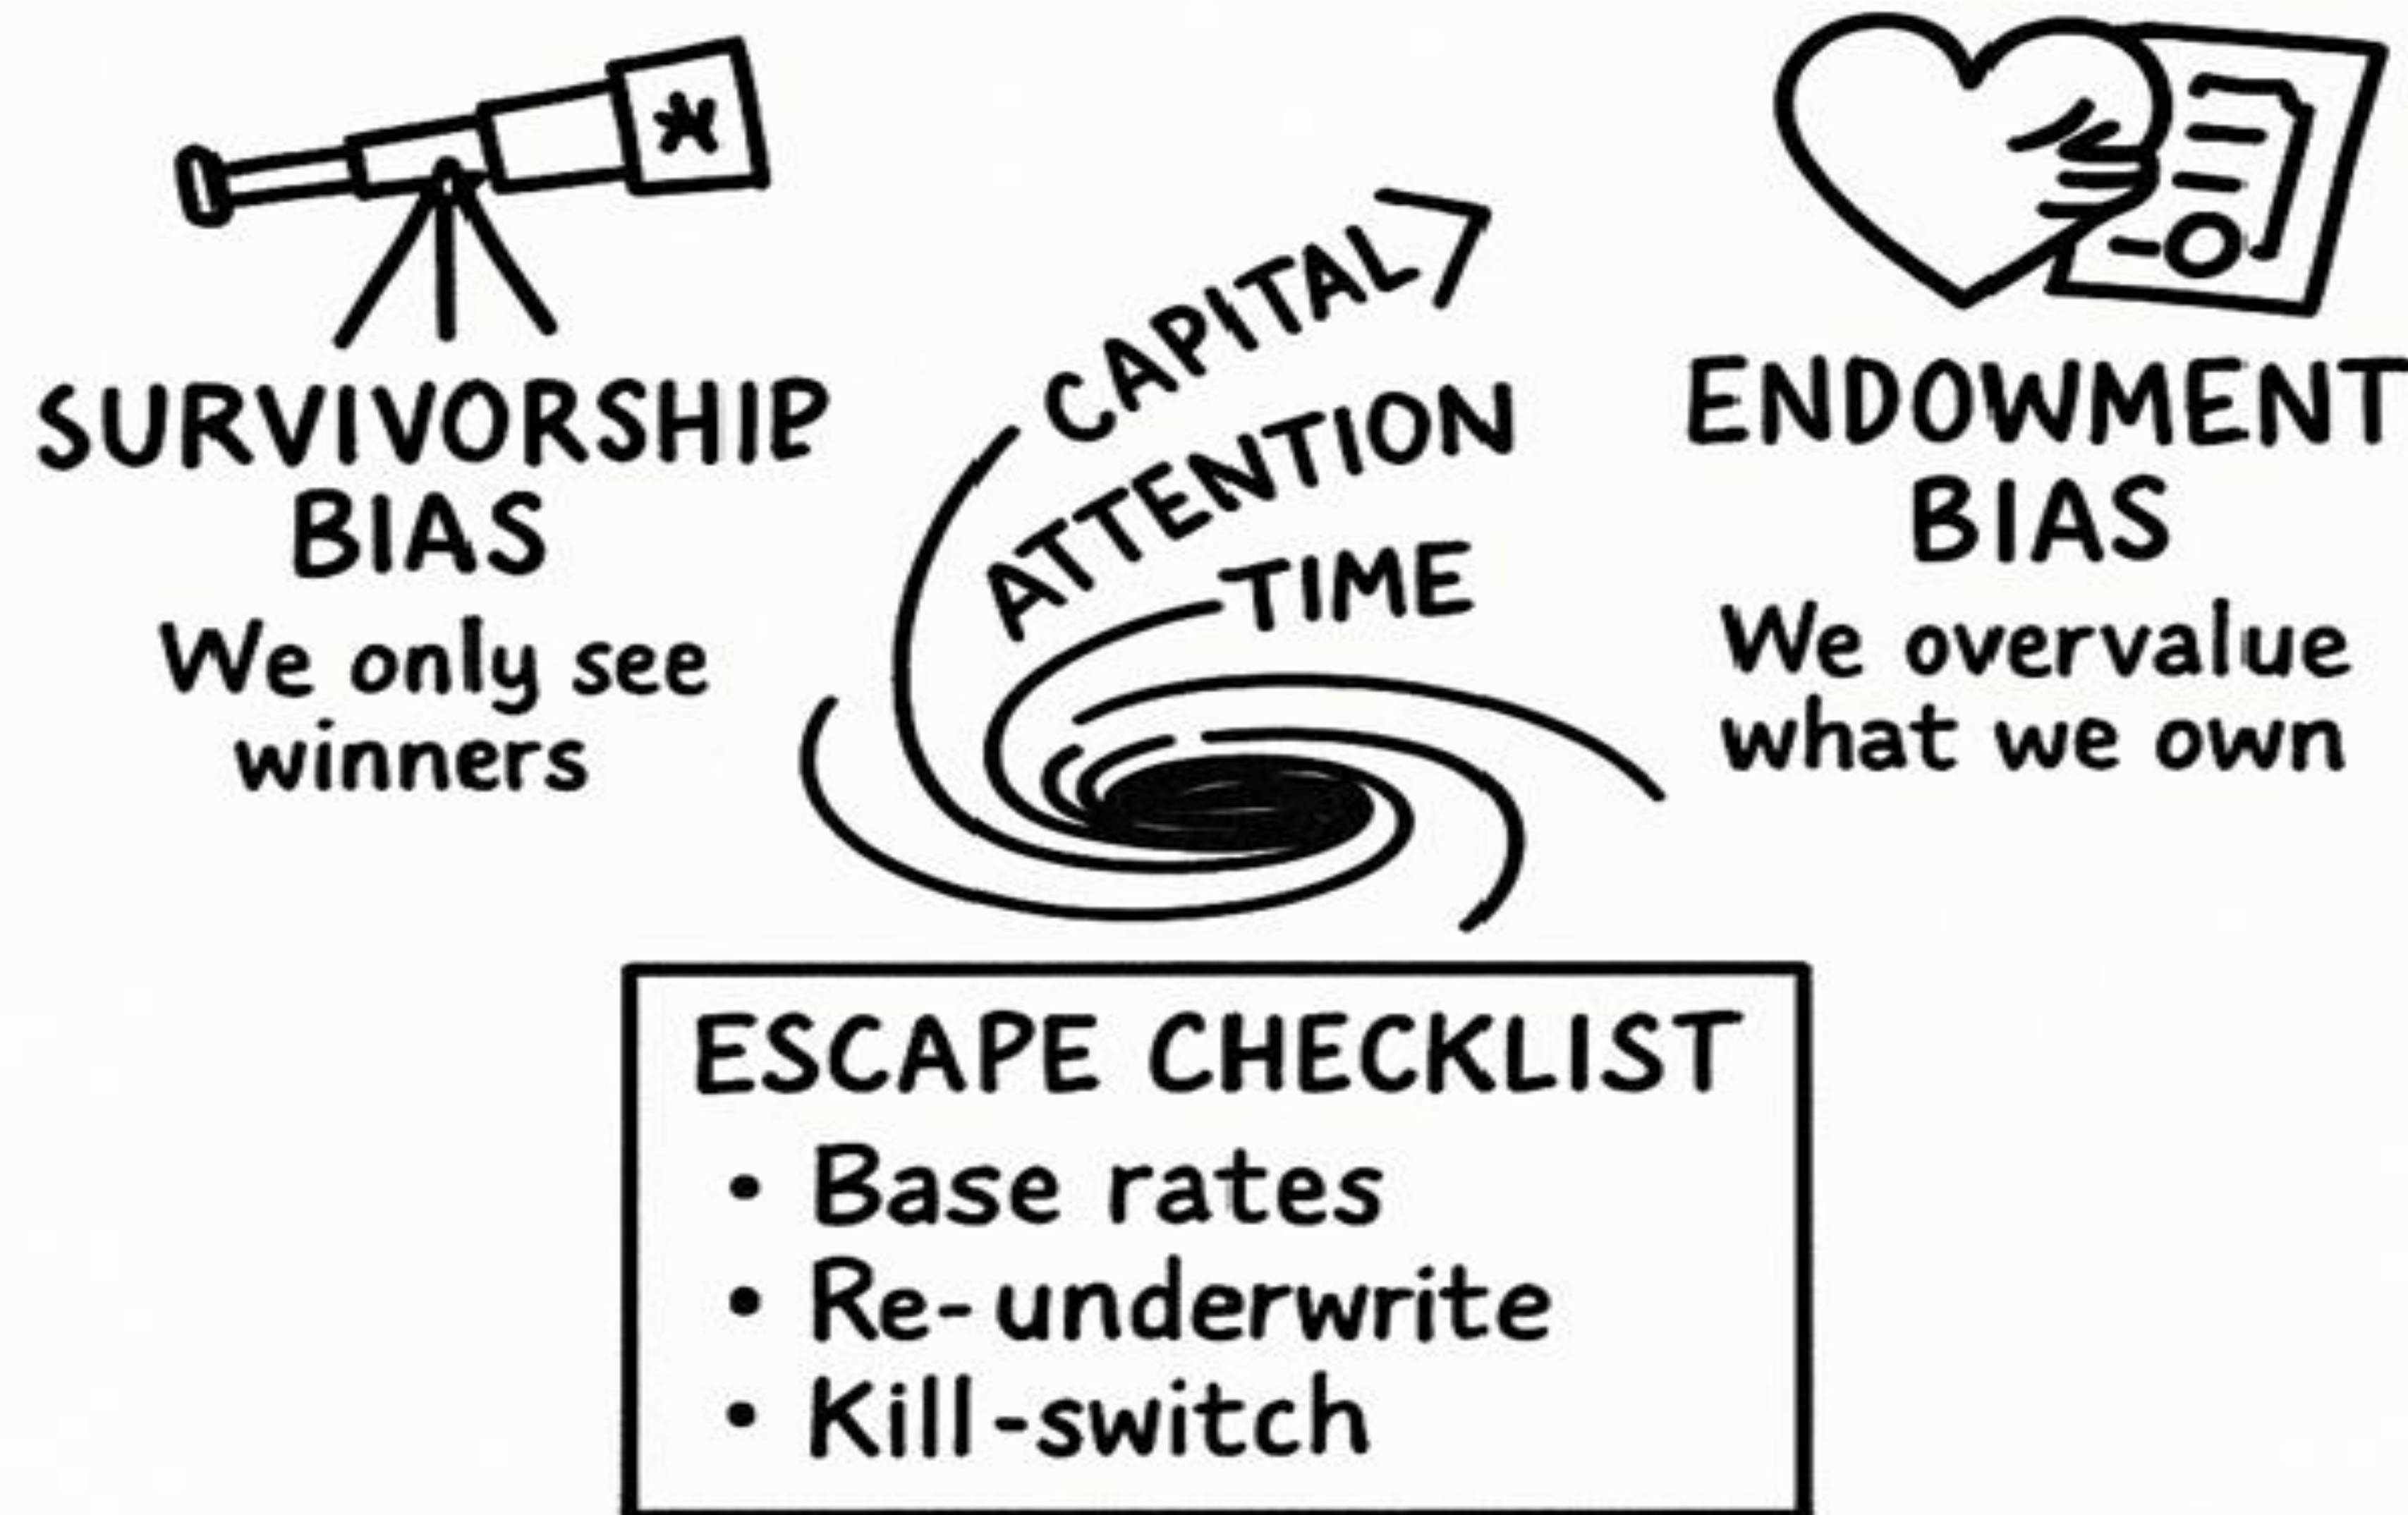 SURVIVORSHIP
BIAS
We only see
winners
CAPITAL
ATTENTION
TIME
ENDOWMENT
BIAS
We overvalue
what we own
ESCAPE CHECKLIST
• Base rates
• Re-underwrite
• Kill-switch